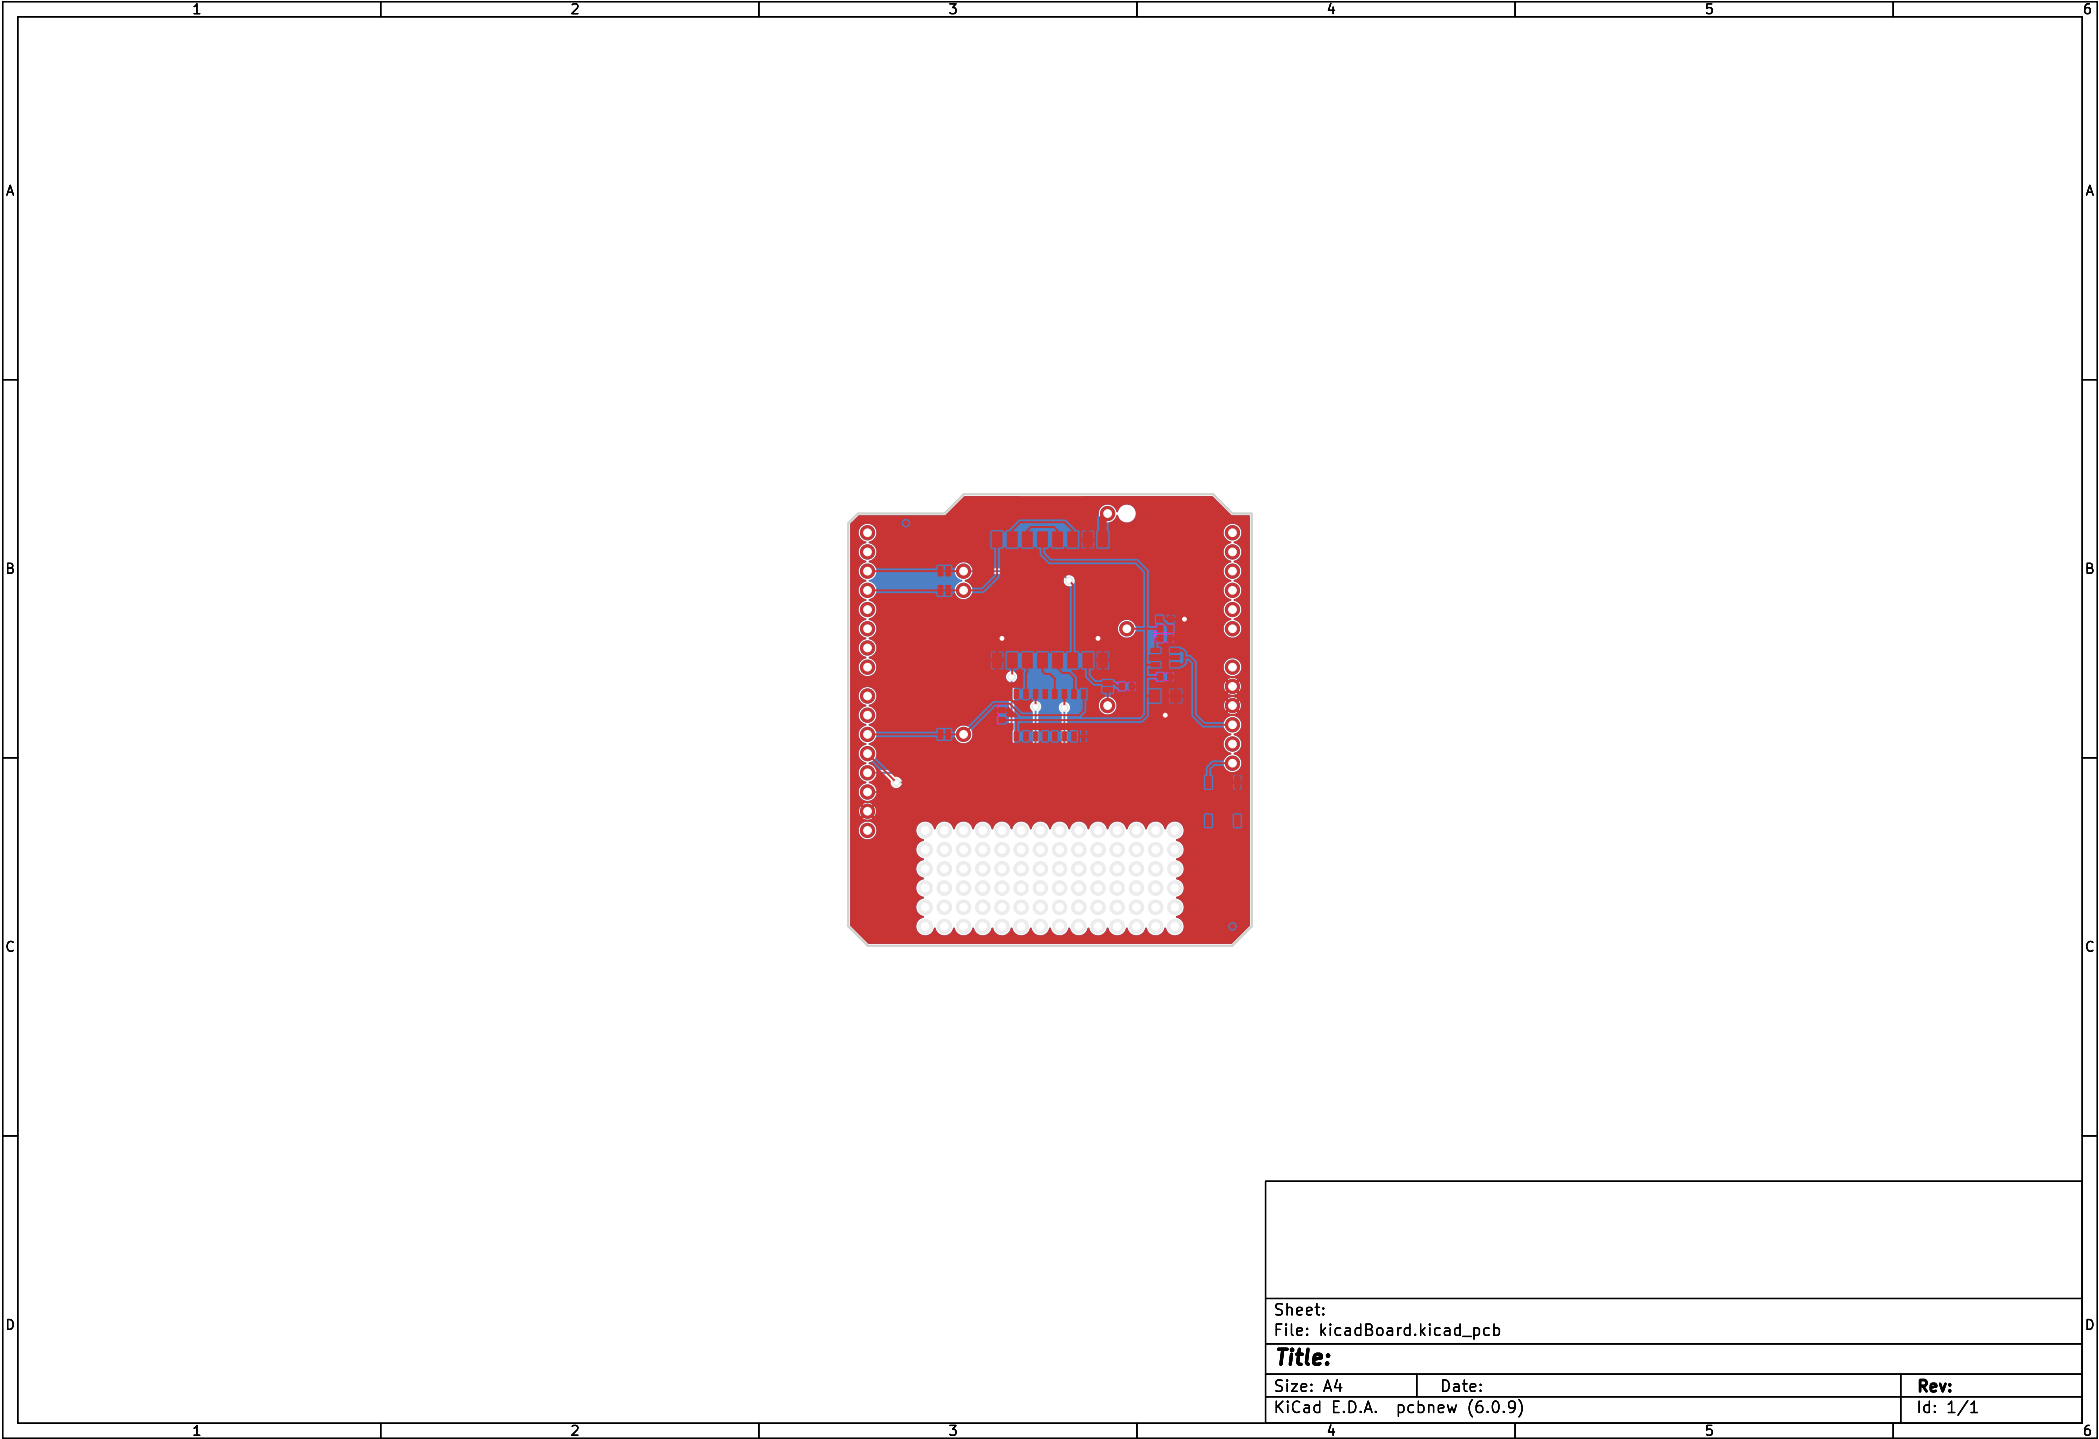 1 2 3 4 5 6
A A
B B
C C
D D
Sheet:
File: kicadBoard.kicad_pcb
Title:
Size: A4 Date: Rev:
KiCad E.D.A. pcbnew (6.0.9) Id: 1/1
1 2 3 4 5 6